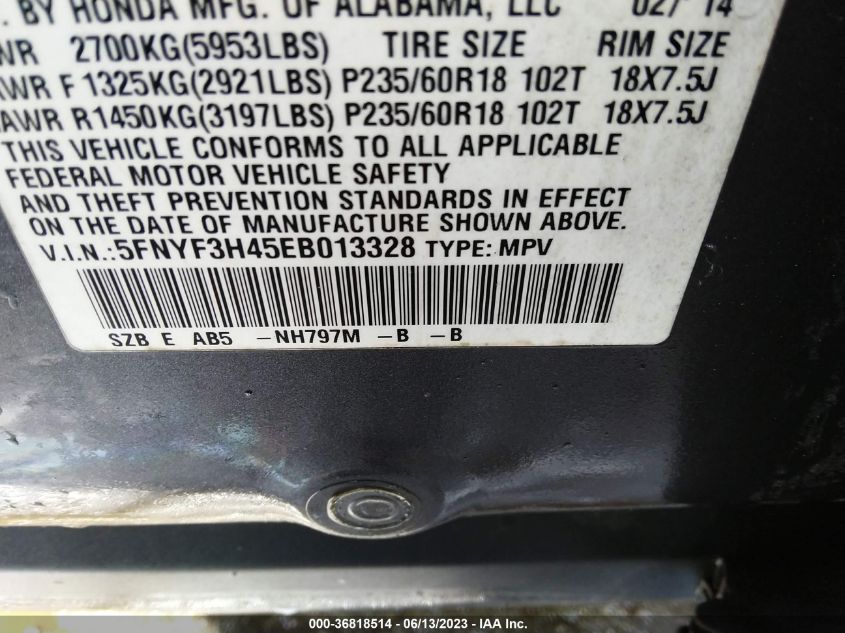 . BY HONDA MFG. OF ALABAMA, LLC 02/ 14
WR 2700KG(5953LBS) TIRE SIZE RIM SIZE
WR F 1325KG(2921LBS) P235/60R18 102T 18X7.5J
AWR R1450KG(3197LBS) P235/60R18 102T 18X7.5J
THIS VEHICLE CONFORMS TO ALL APPLICABLE
FEDERAL MOTOR VEHICLE SAFETY
AND THEFT PREVENTION STANDARDS IN EFFECT
ON THE DATE OF MANUFACTURE SHOWN ABOVE.
V.I.N.:5FNYF3H45EB013328 TYPE: MPV
SZB E AB5 –NH797M –B –B
000-36818514 - 06/13/2023 - IAA Inc.